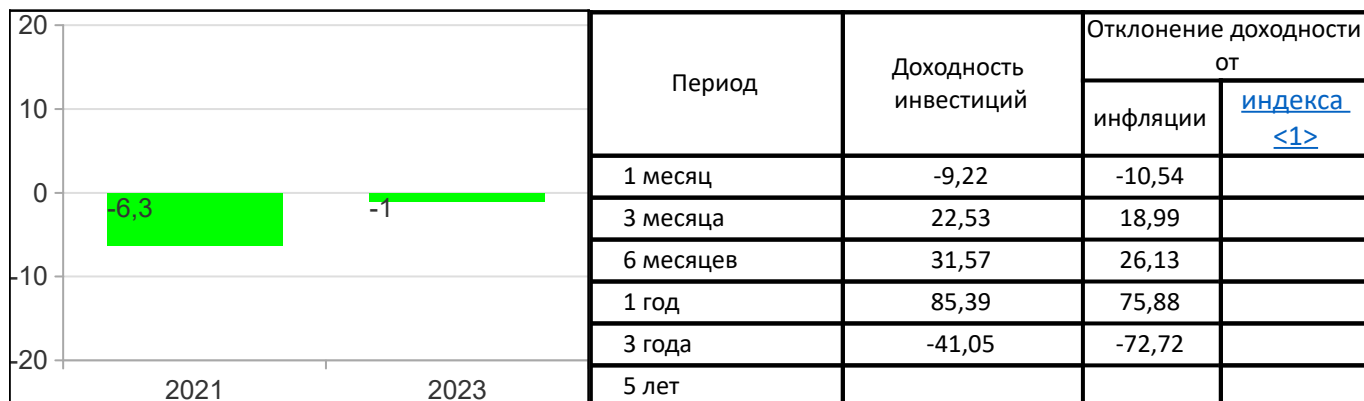 20
10
0
-10
-20
-6,3
-1
2021 2023
Период Доходность инвестиций Отклонение доходности от
инфляции индекса <1>
1 месяц -9,22 -10,54
3 месяца 22,53 18,99
6 месяцев 31,57 26,13
1 год 85,39 75,88
3 года -41,05 -72,72
5 лет